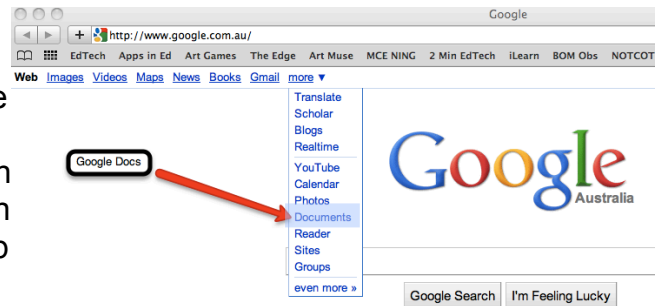 Google
http://www.google.com.au/
EdTech Apps in Ed Art Games The Edge Art Muse MCE NING 2 Min EdTech iLearn BOM Obs NOTCOT
Web Images Videos Maps News Books Gmail more ▼
Translate
Scholar
Blogs
Realtime
YouTube
Calendar
Photos
Documents
Reader
Sites
Groups
even more »
Google Docs
Google
Australia
Google Search I'm Feeling Lucky